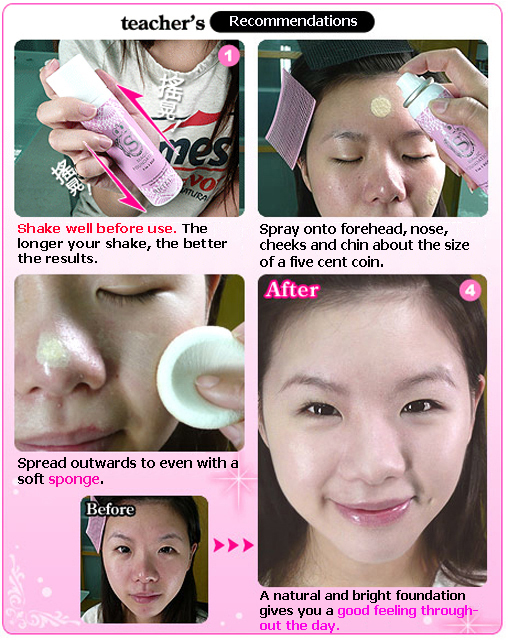 teacher's Recommendations
1
搖晃
搖晃
Shake well before use. The
longer your shake, the better
the results.
Spray onto forehead, nose,
cheeks and chin about the size
of a five cent coin.
Spread outwards to even with a
soft sponge.
Before
After
4
A natural and bright foundation
gives you a good feeling through-
out the day.